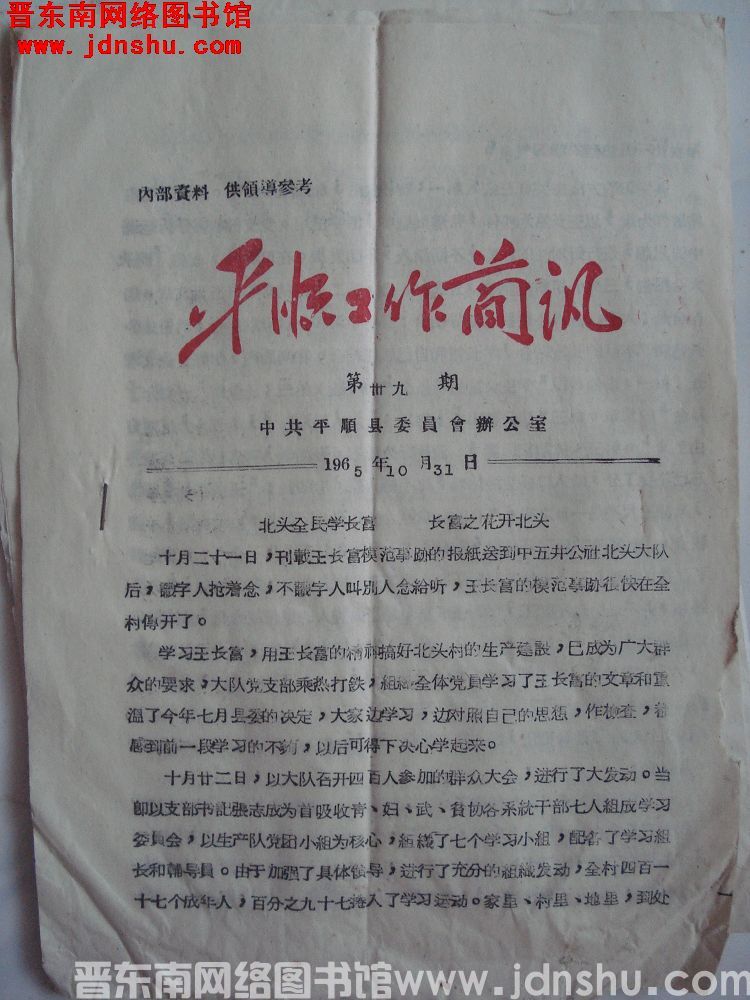 晋东南网络图书馆
www.jdnshu.com
內部資料 供領導參考
平顺工作简讯
第卅九 期
中共平順县委員會辦公室
1965年10月31日
北头全民学长富 长富之花开北头
十月二十一日，刊載王长富模范事跡的报紙送到中五井公社北头大队
后，識字人抢着念，不識字人叫別人念給听，王长富的模范事跡很快在全
村傳开了。
学习王长富，用王长富的精神搞好北头村的生产建設，已成为广大群
众的要求，大队党支部乘热打鉄，組織全体党員学习了王长富的文章和重
溫了今年七月县委的决定，大家边学习，边对照自己的思想，作檢查，都
感到前一段学习的不夠，以后可得下决心学起来。
十月廿二日，以大队召开四百人参加的群众大会，进行了大发动。当
即以支部书記張志成为首吸收青、妇、武、貧协各系統干部七人組成学习
委員会，以生产队党团小組为核心，組織了七个学习小組，配备了学习組
长和輔导員。由于加强了具体領导，进行了充分的組織发动，全村四百一
十七个成年人，百分之九十七捲入了学习运动。家里、村里、地里，到处
晋东南网络图书馆www.jdnshu.com